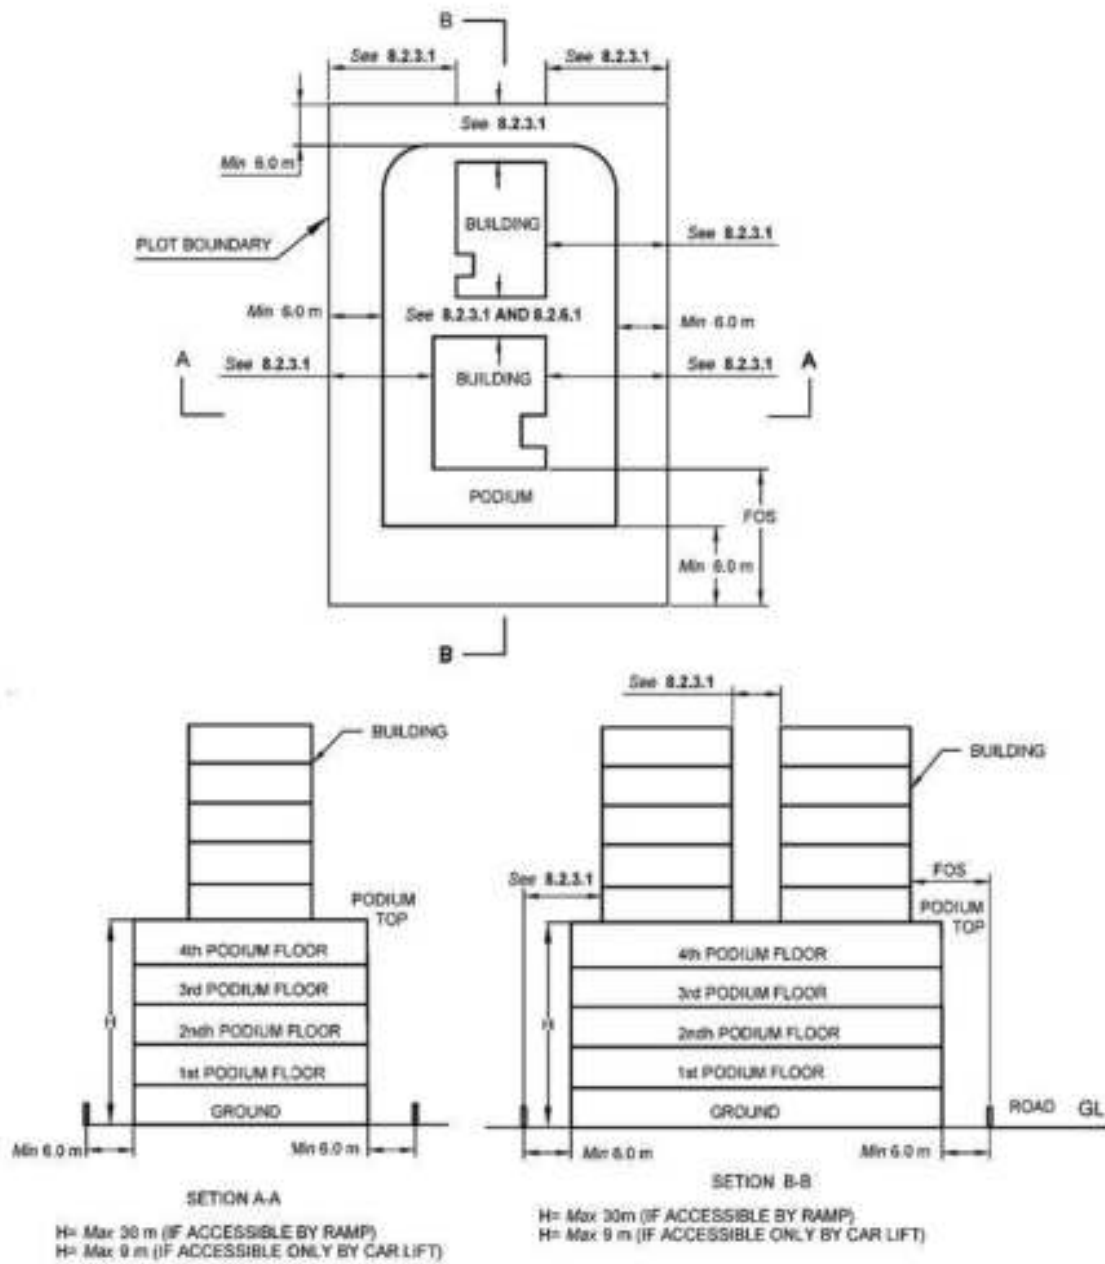 B
See 8.2.3.1
See 8.2.3.1
See 8.2.3.1
Min 6.0 m
BUILDING
See 8.2.3.1
PLOT BOUNDARY
Min 6.0 m
See 8.2.3.1 AND 8.2.6.1
Min 6.0 m
A
See 8.2.3.1
BUILDING
See 8.2.3.1
A
PODIUM
FOS
Min 6.0 m
B
See 8.2.3.1
BUILDING
BUILDING
See 8.2.3.1
FOS
PODIUM
TOP
PODIUM
TOP
4th PODIUM FLOOR
3rd PODIUM FLOOR
H
2ndh PODIUM FLOOR
1st PODIUM FLOOR
GROUND
4th PODIUM FLOOR
3rd PODIUM FLOOR
H
2ndh PODIUM FLOOR
1st PODIUM FLOOR
GROUND
ROAD GL
Min 6.0 m
Min 6.0 m
Min 6.0 m
Min 6.0 m
SETION A-A
SETION B-B
H= Max 30 m (IF ACCESSIBLE BY RAMP)
H= Max 9 m (IF ACCESSIBLE ONLY BY CAR LIFT)
H= Max 30m (IF ACCESSIBLE BY RAMP)
H= Max 9 m (IF ACCESSIBLE ONLY BY CAR LIFT)